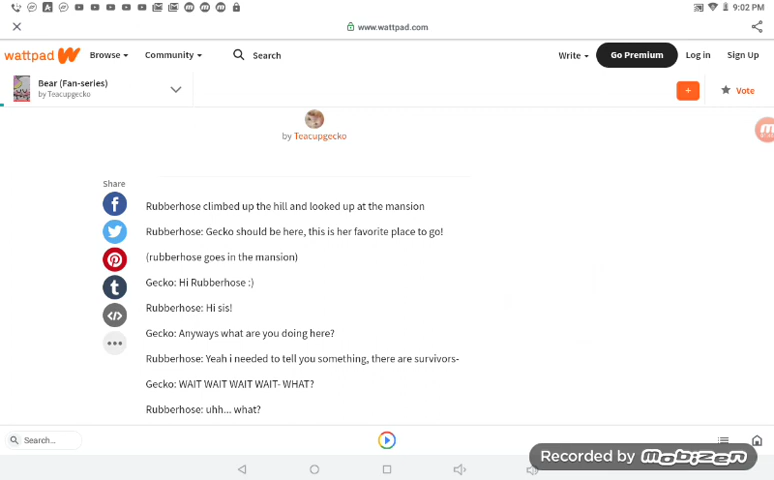 9:02 PM
www.wattpad.com
wattpad Browse Community Search Write Go Premium Log in Sign Up
Bear (Fan-series)
by Teacupgecko
+ Vote
by Teacupgecko
Share
Rubberhose climbed up the hill and looked up at the mansion
Rubberhose: Gecko should be here, this is her favorite place to go!
(rubberhose goes in the mansion)
Gecko: Hi Rubberhose :)
Rubberhose: Hi sis!
Gecko: Anyways what are you doing here?
Rubberhose: Yeah i needed to tell you something, there are survivors-
Gecko: WAIT WAIT WAIT WAIT- WHAT?
Rubberhose: uhh... what?
Search...
Recorded by mobizen